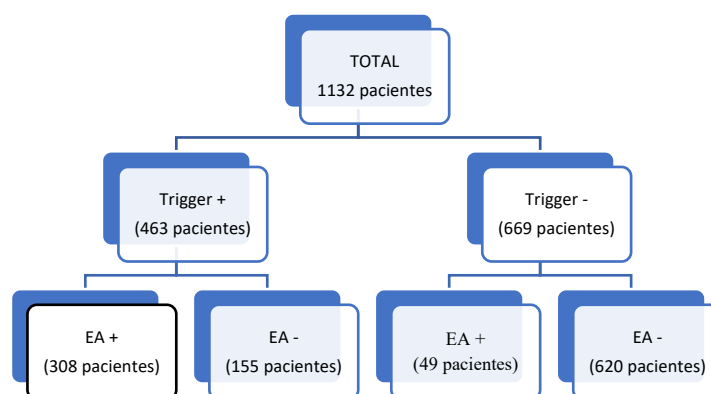 TOTAL
1132 pacientes
Trigger +
(463 pacientes)
Trigger -
(669 pacientes)
EA +
(308 pacientes)
EA -
(155 pacientes)
EA +
(49 pacientes)
EA -
(620 pacientes)